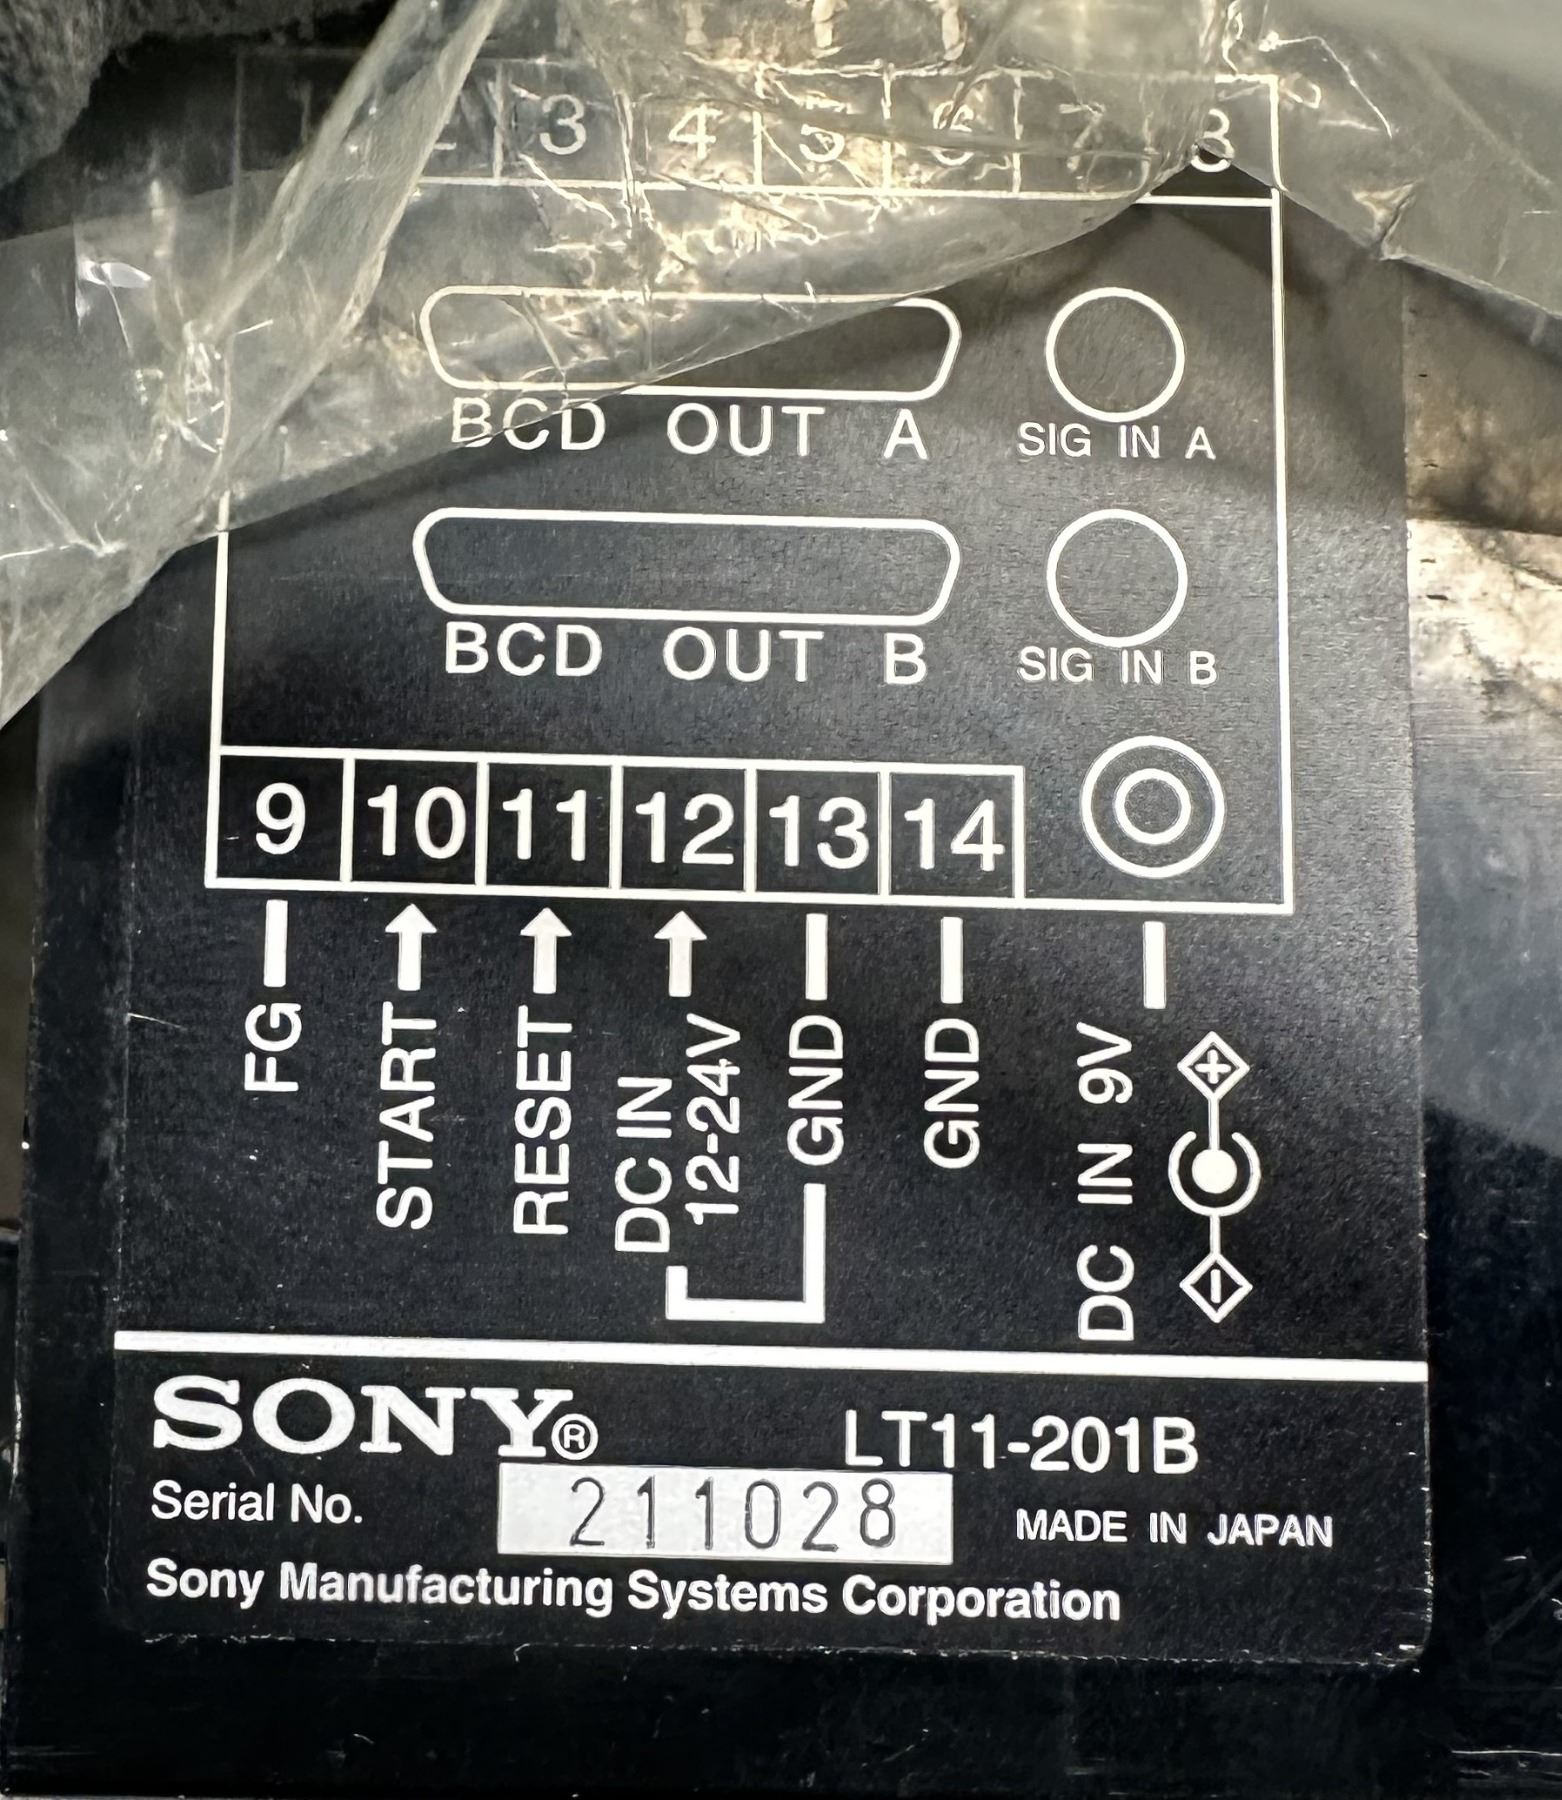 3 4 5 6 7 8
BCD OUT A
SIG IN A
BCD OUT B
SIG IN B
9 10 11 12 13 14
FG
START
RESET
DC IN
12-24V
GND
GND
DC IN 9V
SONY®
LT11-201B
Serial No. 211028
MADE IN JAPAN
Sony Manufacturing Systems Corporation